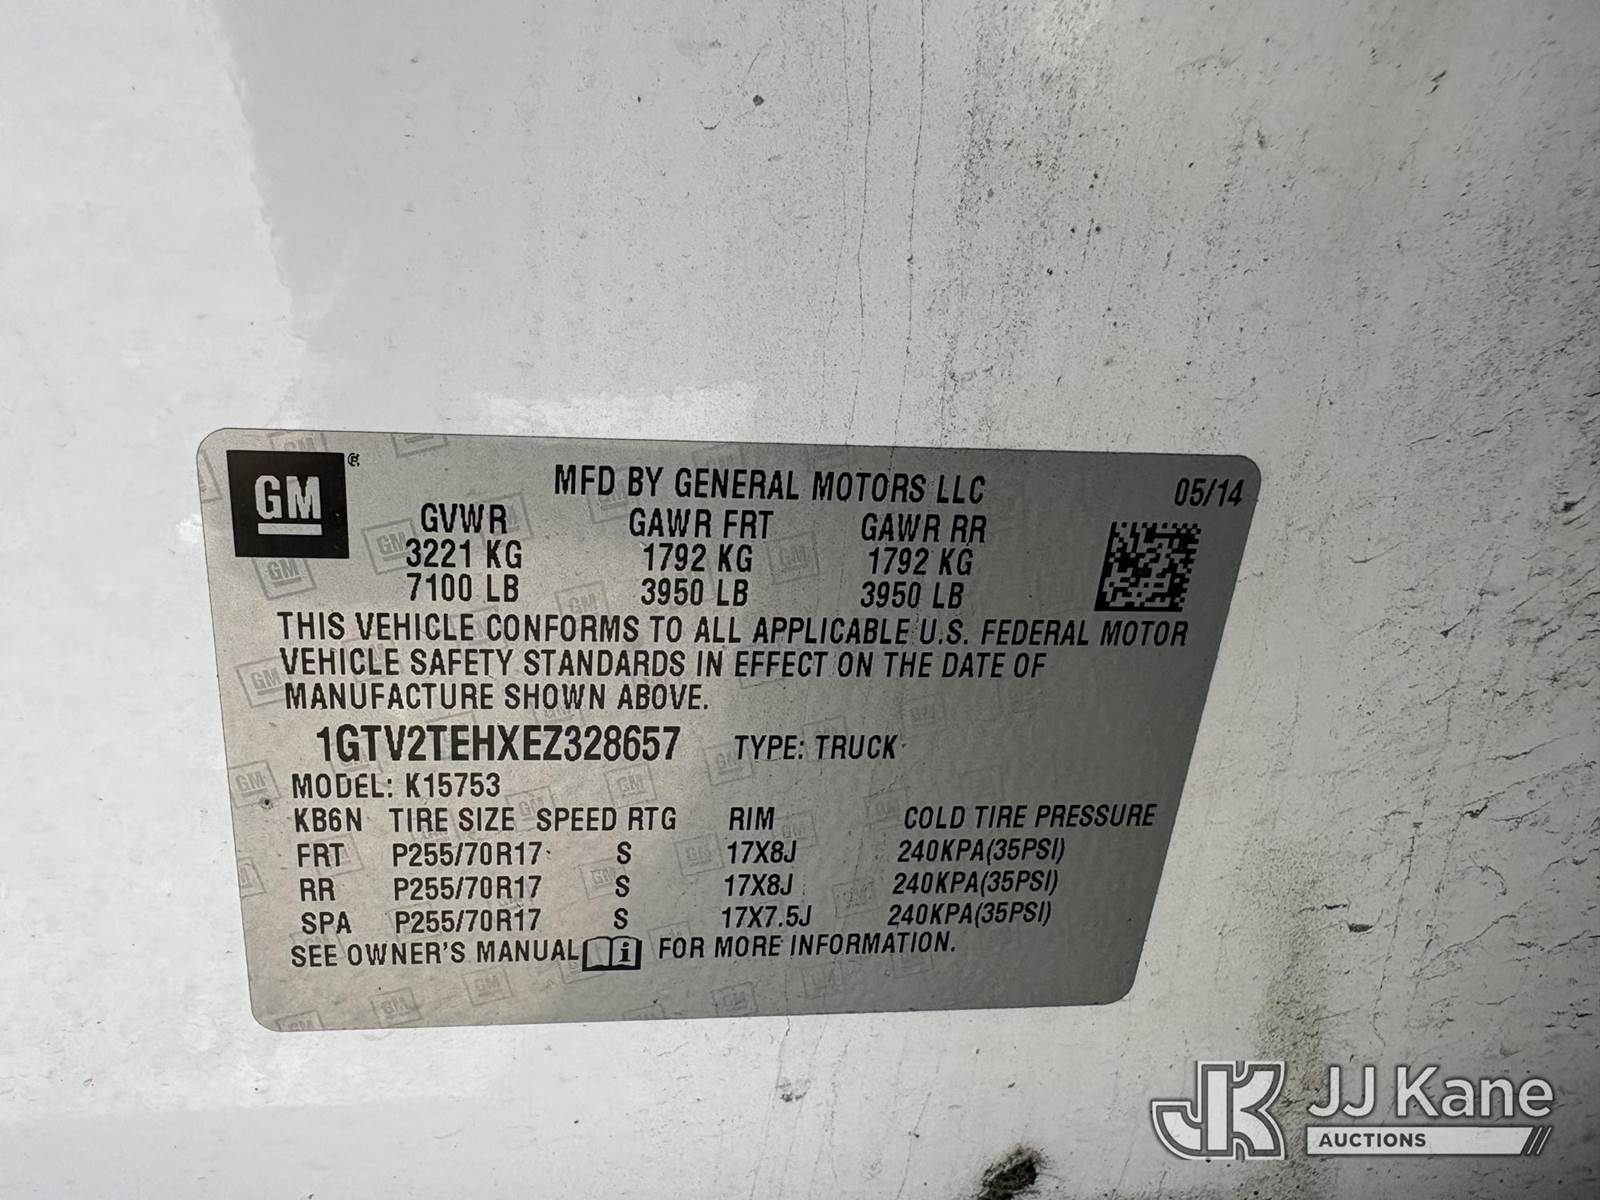 GM
MFD BY GENERAL MOTORS LLC 05/14
GVWR GAWR FRT GAWR RR
3221 KG 1792 KG 1792 KG
7100 LB 3950 LB 3950 LB
THIS VEHICLE CONFORMS TO ALL APPLICABLE U.S. FEDERAL MOTOR
VEHICLE SAFETY STANDARDS IN EFFECT ON THE DATE OF
MANUFACTURE SHOWN ABOVE.
1GTV2TEHXEZ328657 TYPE: TRUCK
MODEL: K15753
KB6N TIRE SIZE SPEED RTG RIM COLD TIRE PRESSURE
FRT P255/70R17 S 17X8J 240KPA(35PSI)
RR P255/70R17 S 17X8J 240KPA(35PSI)
SPA P255/70R17 S 17X7.5J 240KPA(35PSI)
SEE OWNER'S MANUAL i FOR MORE INFORMATION.
JK JJ Kane
AUCTIONS